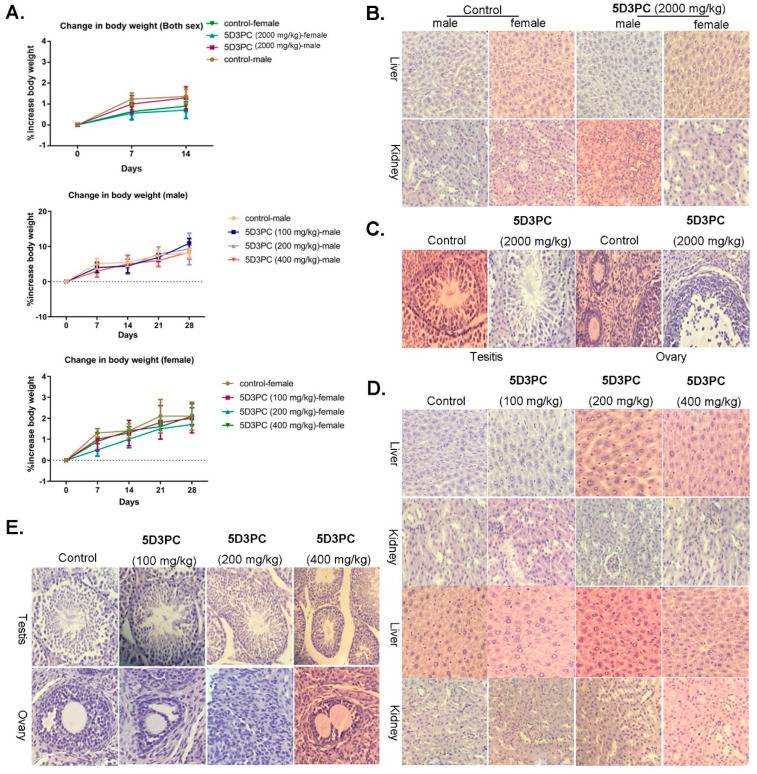 A.
Change in body weight (Both sex)
control-female
5D3PC (2000 mg/kg)-female
5D3PC (2000 mg/kg)-male
control-male
%increase body weight
4
3
2
1
0
-1
0 7 14
Days
Change in body weight (male)
control-male
5D3PC (100 mg/kg)-male
5D3PC (200 mg/kg)-male
5D3PC (400 mg/kg)-male
%increase body weight
20
10
0
-10
0 7 14 21 28
Days
Change in body weight (female)
control-female
5D3PC (100 mg/kg)-female
5D3PC (200 mg/kg)-female
5D3PC (400 mg/kg)-female
%increase body weight
4
3
2
1
0
-1
0 7 14 21 28
Days
B.
Control 5D3PC (2000 mg/kg)
male female male female
Liver
Kidney
C.
5D3PC 5D3PC
Control (2000 mg/kg) Control (2000 mg/kg)
Tesitis Ovary
D.
5D3PC 5D3PC 5D3PC
Control (100 mg/kg) (200 mg/kg) (400 mg/kg)
Liver
Kidney
Liver
Kidney
E.
5D3PC 5D3PC 5D3PC
Control (100 mg/kg) (200 mg/kg) (400 mg/kg)
Testis
Ovary